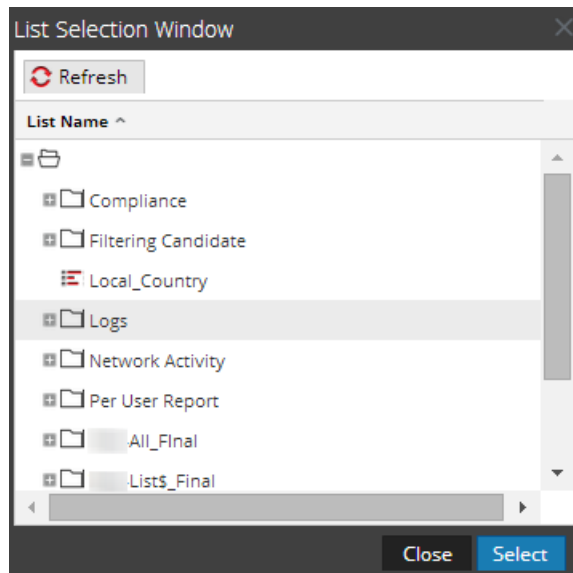 List Selection Window
Refresh
List Name
Compliance
Filtering Candidate
Local_Country
Logs
Network Activity
Per User Report
All_FInal
List$_Final
Close Select